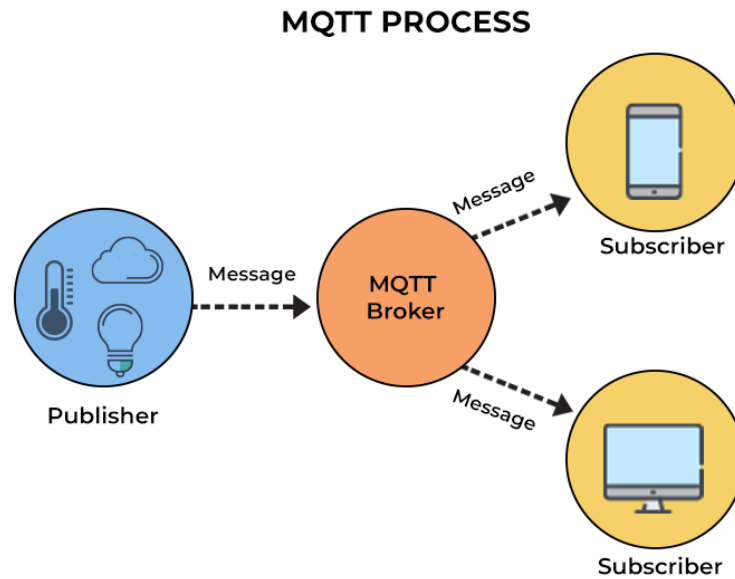 MQTT PROCESS
Message
Subscriber
Message
MQTT
Broker
Publisher
Message
Subscriber